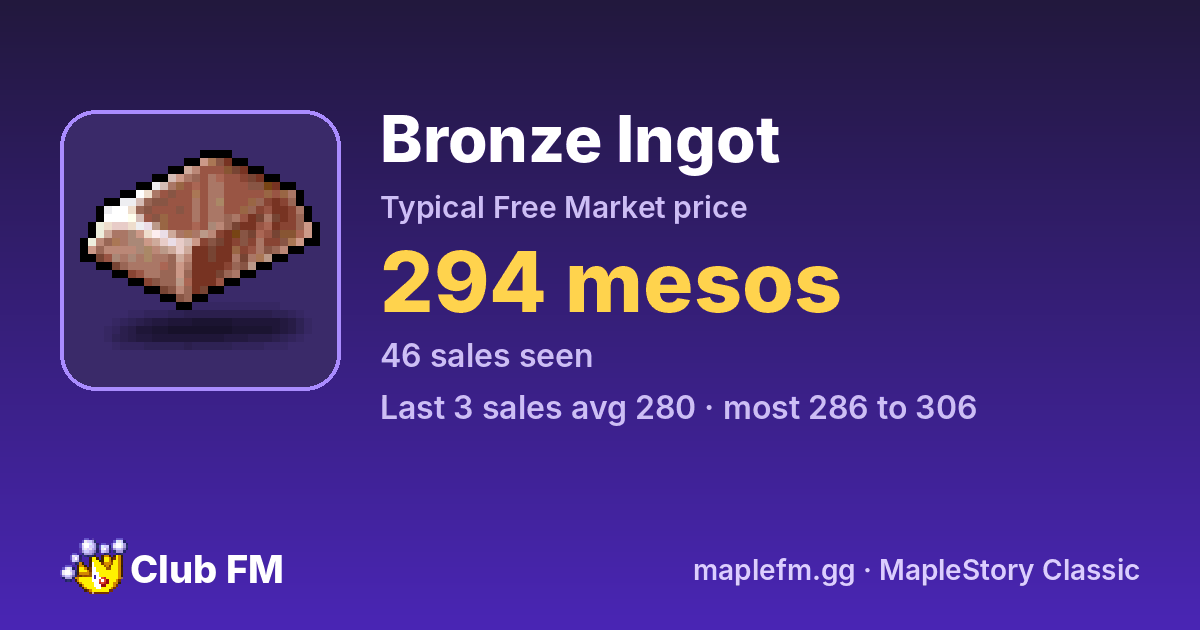 Bronze Ingot
Typical Free Market price
294 mesos
46 sales seen
Last 3 sales avg 280 · most 286 to 306
Club FM
maplefm.gg · MapleStory Classic